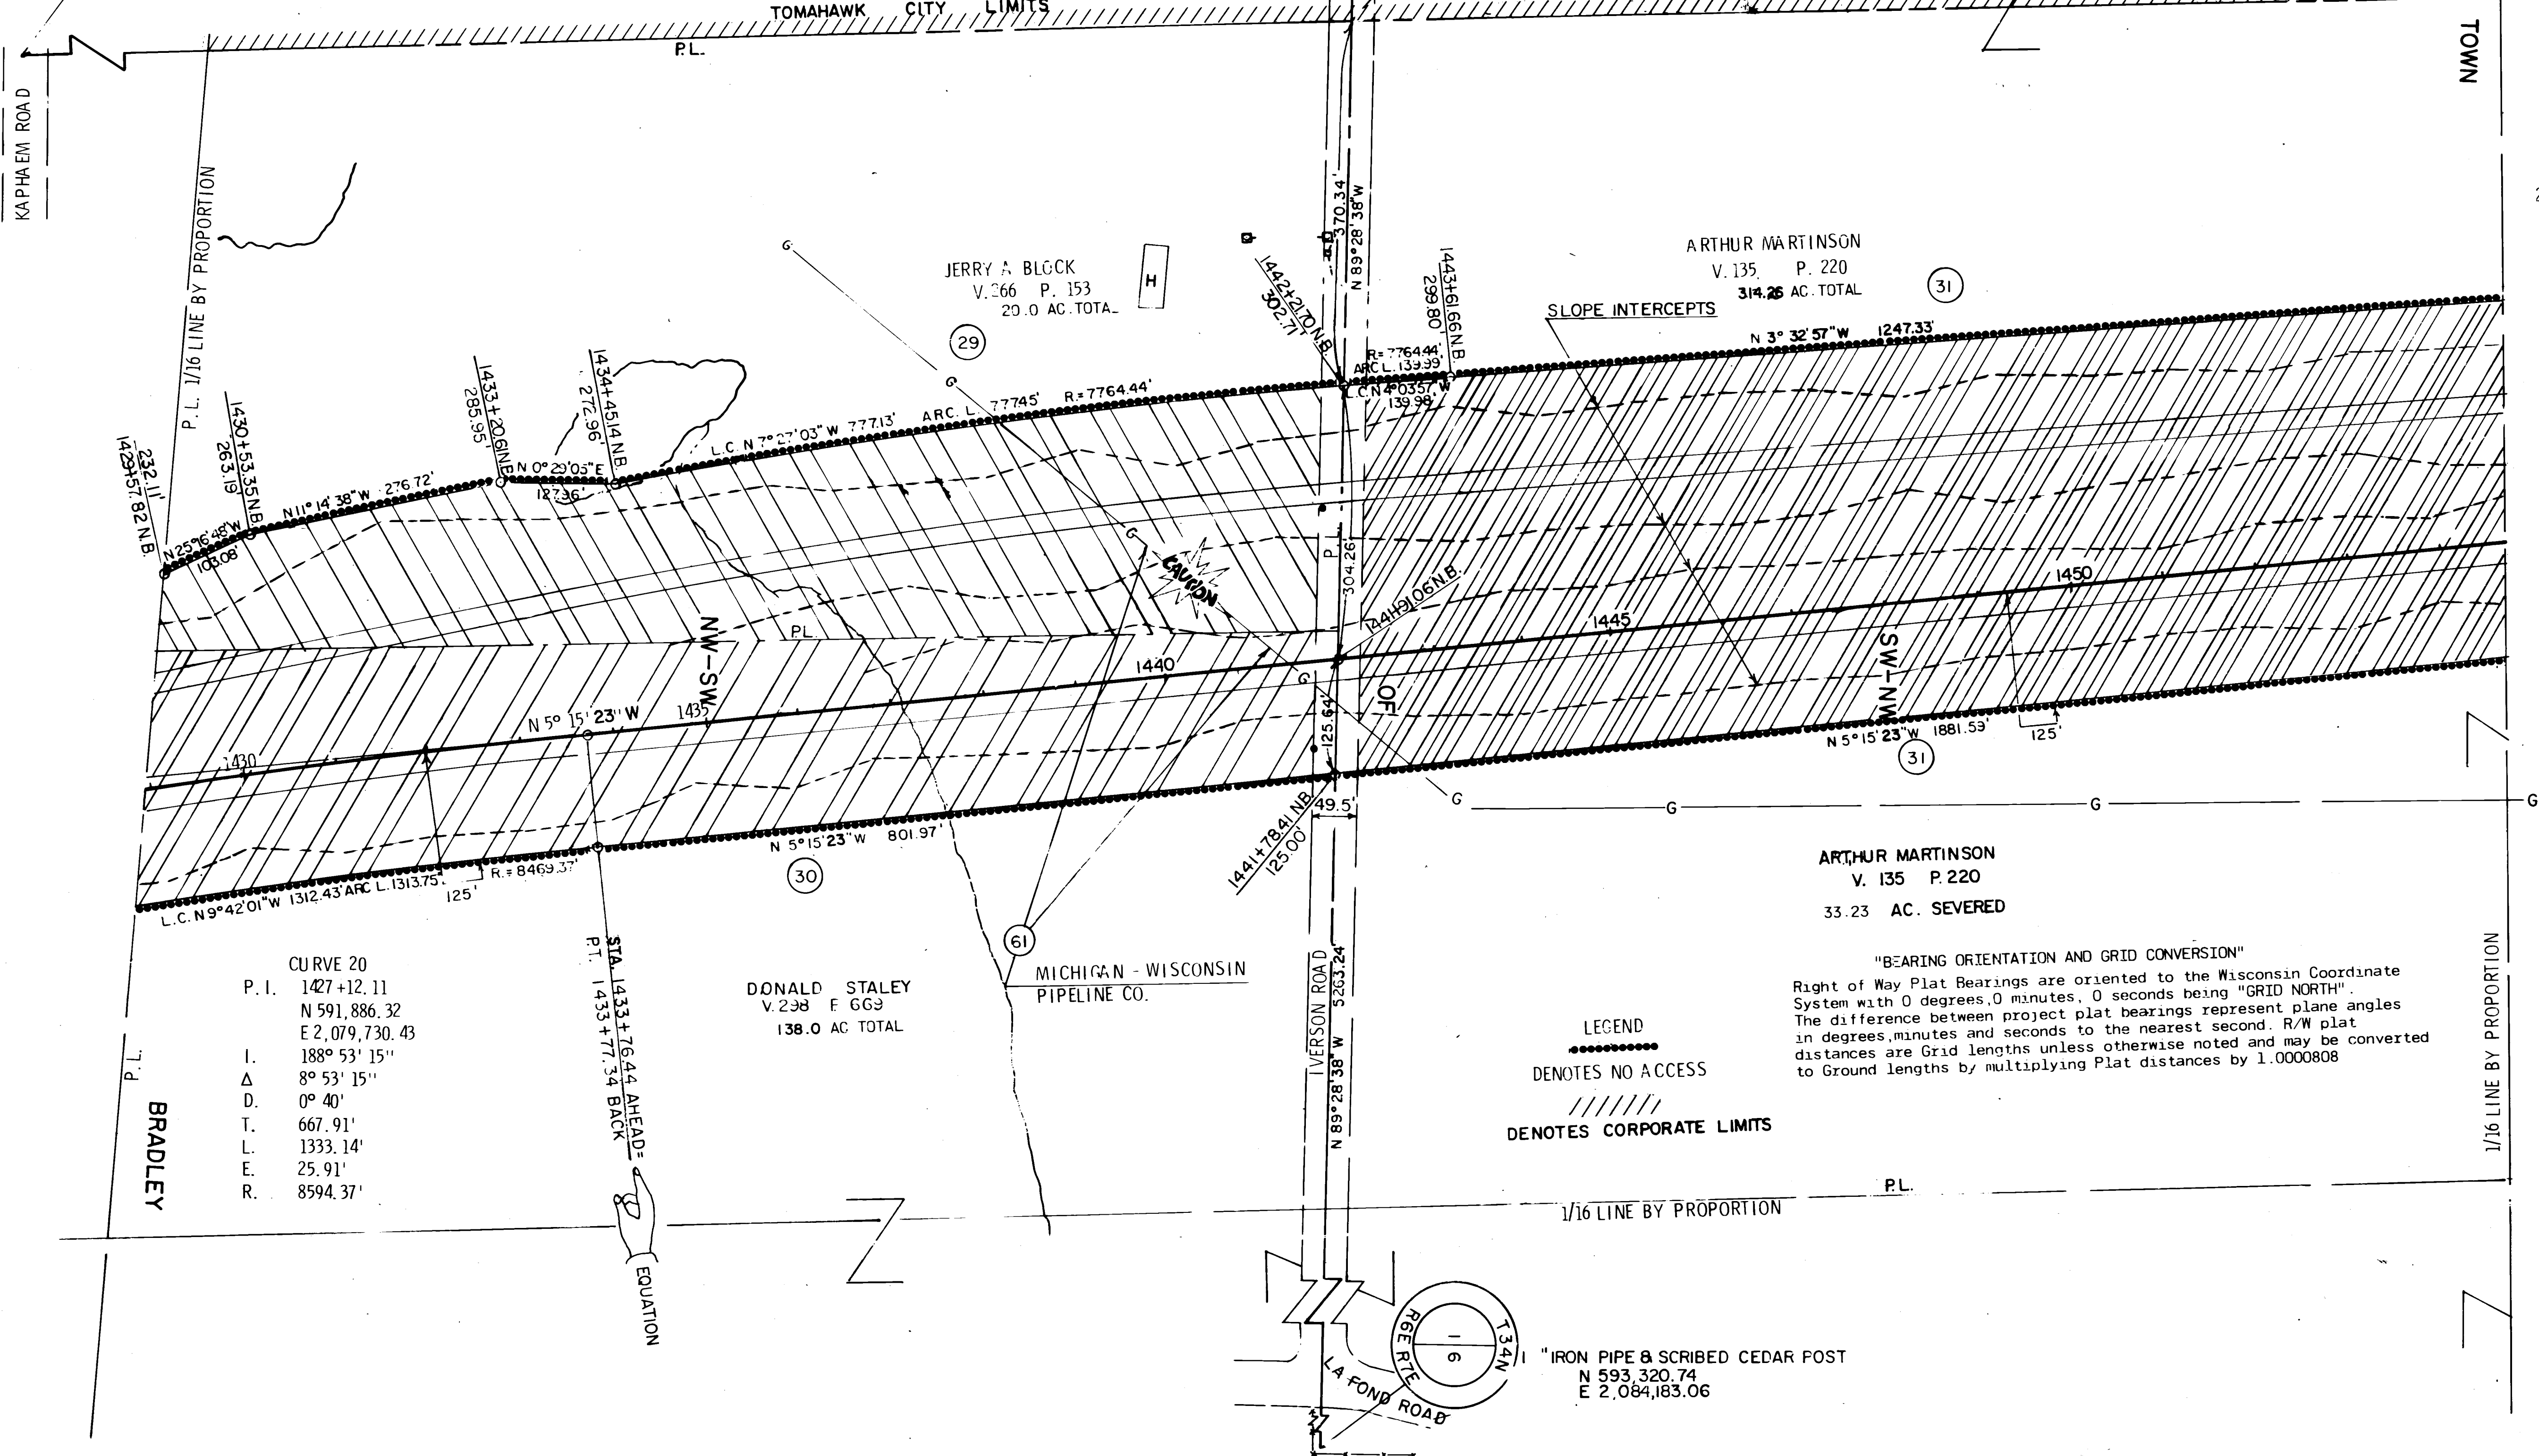 TOMAHAWK CITY LIMITS
P.L.
TOWN
KAPHAEM ROAD
P.L. 1/16 LINE BY PROPORTION
JERRY A BLOCK
V. 366 P. 153
20.0 AC. TOTA
H
29
G
G
G
G
G
G
G
G
370.34'
N 89° 28' 38" W
1442+21.70 N.B.
302.71'
1443+61.66 N.B.
299.80'
ARTHUR MARTINSON
V. 135 P. 220
314.26 AC. TOTAL
31
SLOPE INTERCEPTS
N 3° 32' 57" W 1247.33'
R= 7764.44'
ARC L. 139.99'
L.C. N 4° 03' 57" W
139.98'
232.11'
1429+57.82 N.B.
1430+53.35 N.B.
263.19'
1433+20.61 N.B.
285.95'
1434+45.14 N.B.
272.96'
N 25° 16' 48" W
103.08'
N 11° 14' 38" W 276.72'
N 0° 29' 05" E
127.96'
L.C. N 7° 27' 03" W 777.13' ARC. L. 777.45' R.= 7764.44'
CAUTION
P
304.26'
1441+91.06 N.B.
P.L.
NW-SW
1430
N 5° 15' 23" W
1435
1440
1445
1450
OF
SW-NW
125.64'
49.5'
1441+78.41 N.B.
125.00'
N 5° 15' 23" W 1881.59'
125'
31
N 5° 15' 23" W 801.97'
30
L.C. N 9° 42' 01" W 1312.43' ARC L. 1313.75' R.= 8469.37'
125'
61
MICHIGAN - WISCONSIN
PIPELINE CO.
DONALD STALEY
V. 298 P. 669
138.0 AC TOTAL
STA. 1433+76.44 AHEAD=
P.T. 1433+77.34 BACK
EQUATION
CURVE 20
P. I. 1427+12.11
N 591,886.32
E 2,079,730.43
I. 188° 53' 15"
Δ 8° 53' 15"
D. 0° 40'
T. 667.91'
L. 1333.14'
E. 25.91'
R. 8594.37'
P.L.
BRADLEY
IVERSON ROAD
N 89° 28' 38" W 5263.24'
ARTHUR MARTINSON
V. 135 P. 220
33.23 AC. SEVERED
"BEARING ORIENTATION AND GRID CONVERSION"
Right of Way Plat Bearings are oriented to the Wisconsin Coordinate
System with 0 degrees, 0 minutes, 0 seconds being "GRID NORTH".
The difference between project plat bearings represent plane angles
in degrees, minutes and seconds to the nearest second. R/W plat
distances are Grid lengths unless otherwise noted and may be converted
to Ground lengths by multiplying Plat distances by 1.0000808
LEGEND
DENOTES NO ACCESS
DENOTES CORPORATE LIMITS
P.L.
1/16 LINE BY PROPORTION
1/16 LINE BY PROPORTION
T 34 N
R6E R7E
1
6
LA FOND ROAD
1" IRON PIPE & SCRIBED CEDAR POST
N 593,320.74
E 2,084,183.06